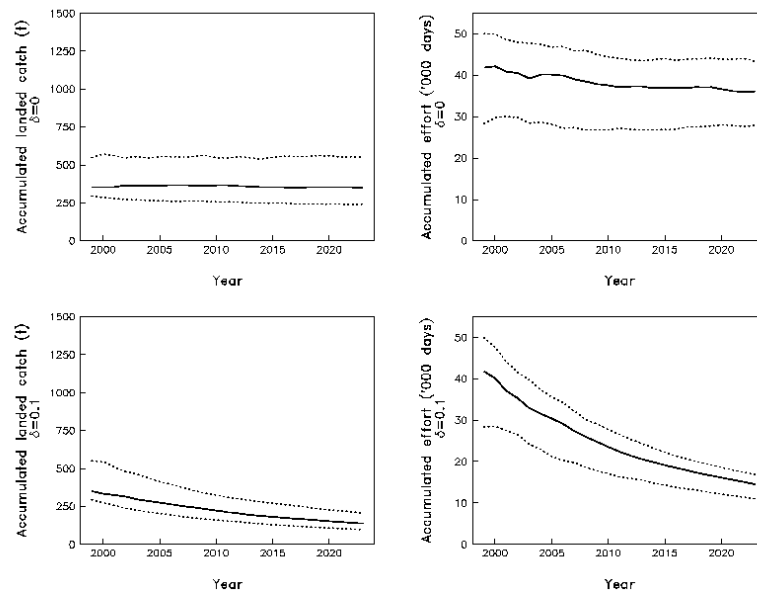 Accumulated landed catch (t)
δ=0
1500
1250
1000
750
500
250
0
2000 2005 2010 2015 2020
Year
Accumulated effort ('000 days)
δ=0
50
40
30
20
10
0
2000 2005 2010 2015 2020
Year
Accumulated landed catch (t)
δ=0.1
1500
1250
1000
750
500
250
0
2000 2005 2010 2015 2020
Year
Accumulated effort ('000 days)
δ=0.1
50
40
30
20
10
0
2000 2005 2010 2015 2020
Year